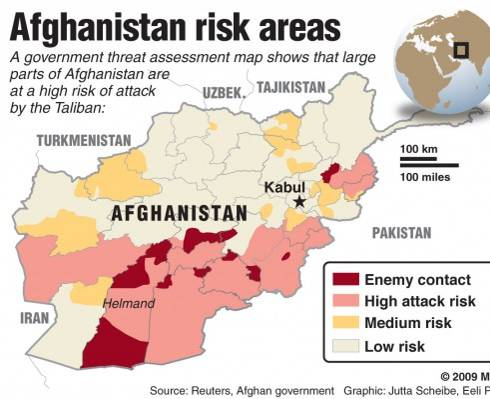 Afghanistan risk areas
A government threat assessment map shows that large
parts of Afghanistan are
at a high risk of attack
by the Taliban:
UZBEK.
TAJIKISTAN
TURKMENISTAN
100 km
100 miles
Kabul
AFGHANISTAN
PAKISTAN
Helmand
IRAN
Enemy contact
High attack risk
Medium risk
Low risk
© 2009 M
Source: Reuters, Afghan government Graphic: Jutta Scheibe, Eeli P